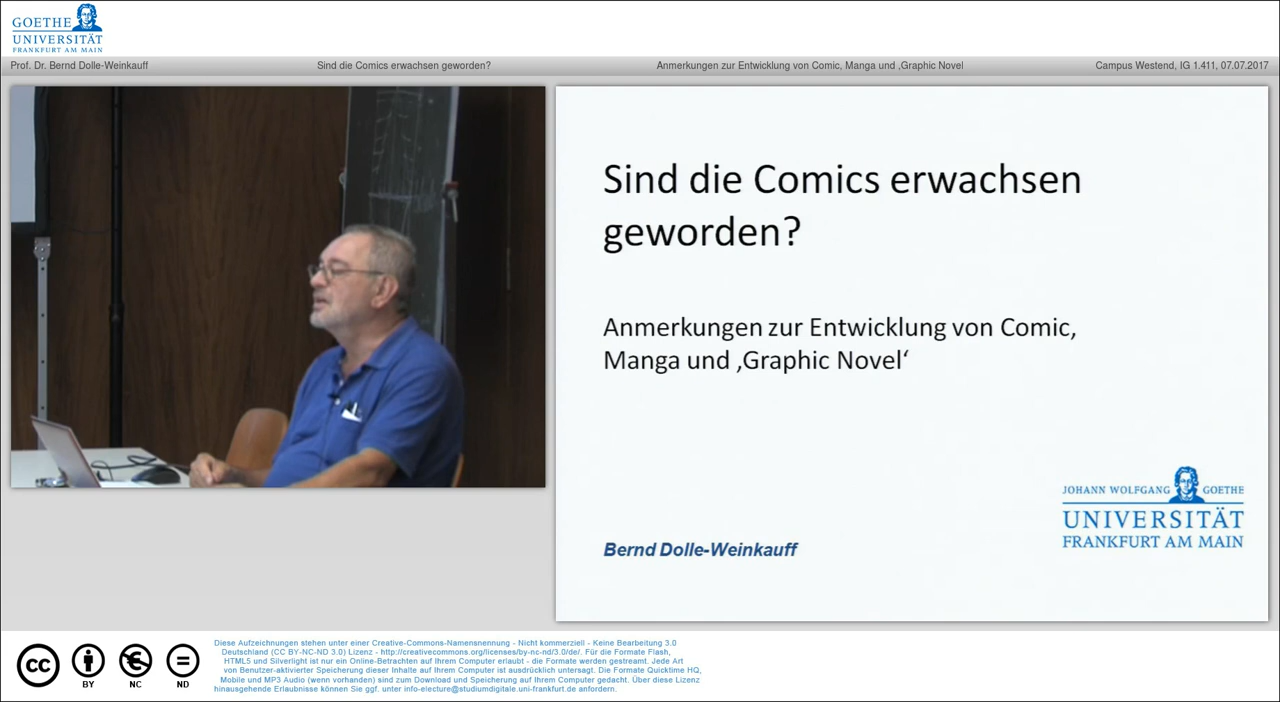 GOETHE
UNIVERSITÄT
FRANKFURT AM MAIN
Prof. Dr. Bernd Dolle-Weinkauff
Sind die Comics erwachsen geworden?
Anmerkungen zur Entwicklung von Comic, Manga und ‚Graphic Novel
Campus Westend, IG 1.411, 07.07.2017
Sind die Comics erwachsen
geworden?
Anmerkungen zur Entwicklung von Comic,
Manga und ‚Graphic Novel‘
Bernd Dolle-Weinkauff
JOHANN WOLFGANG GOETHE
UNIVERSITÄT
FRANKFURT AM MAIN
cc
BY
NC
ND
Diese Aufzeichnungen stehen unter einer Creative-Commons-Namensnennung - Nicht kommerziell - Keine Bearbeitung 3.0
Deutschland (CC BY-NC-ND 3.0) Lizenz - http://creativecommons.org/licenses/by-nc-nd/3.0/de/. Für die Formate Flash,
HTML5 und Silverlight ist nur ein Online-Betrachten auf Ihrem Computer erlaubt - die Formate werden gestreamt. Jede Art
von Benutzer-aktivierter Speicherung dieser Inhalte auf Ihrem Computer ist ausdrücklich untersagt. Die Formate Quicktime HQ,
Mobile und MP3 Audio (wenn vorhanden) sind zum Download und Speicherung auf Ihrem Computer gedacht. Über diese Lizenz
hinausgehende Erlaubnisse können Sie ggf. unter info-electure@studiumdigitale.uni-frankfurt.de anfordern.